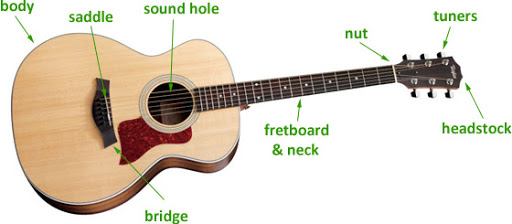 body
saddle
sound hole
nut
tuners
fretboard
& neck
headstock
bridge